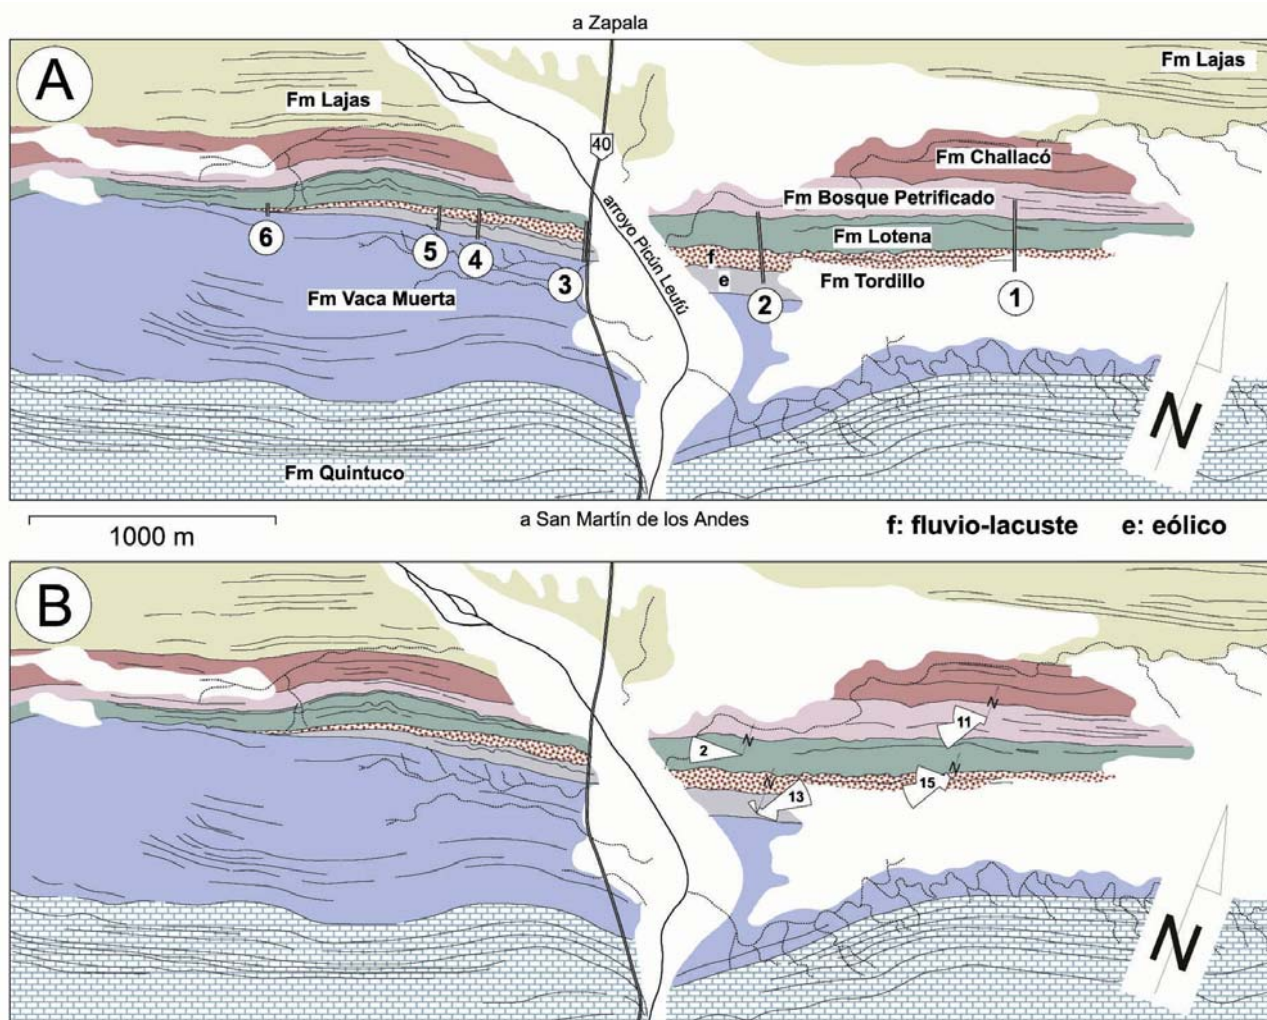 a Zapala
A
Fm Lajas
Fm Lajas
40
Fm Challacó
Fm Bosque Petrificado
arroyo Picún Leufú
Fm Lotena
6
5
4
3
f
e
2
Fm Tordillo
1
Fm Vaca Muerta
N
Fm Quintuco
1000 m
a San Martín de los Andes
f: fluvio-lacuste e: eólico
B
N
11
N
2
N
15
N
13
N